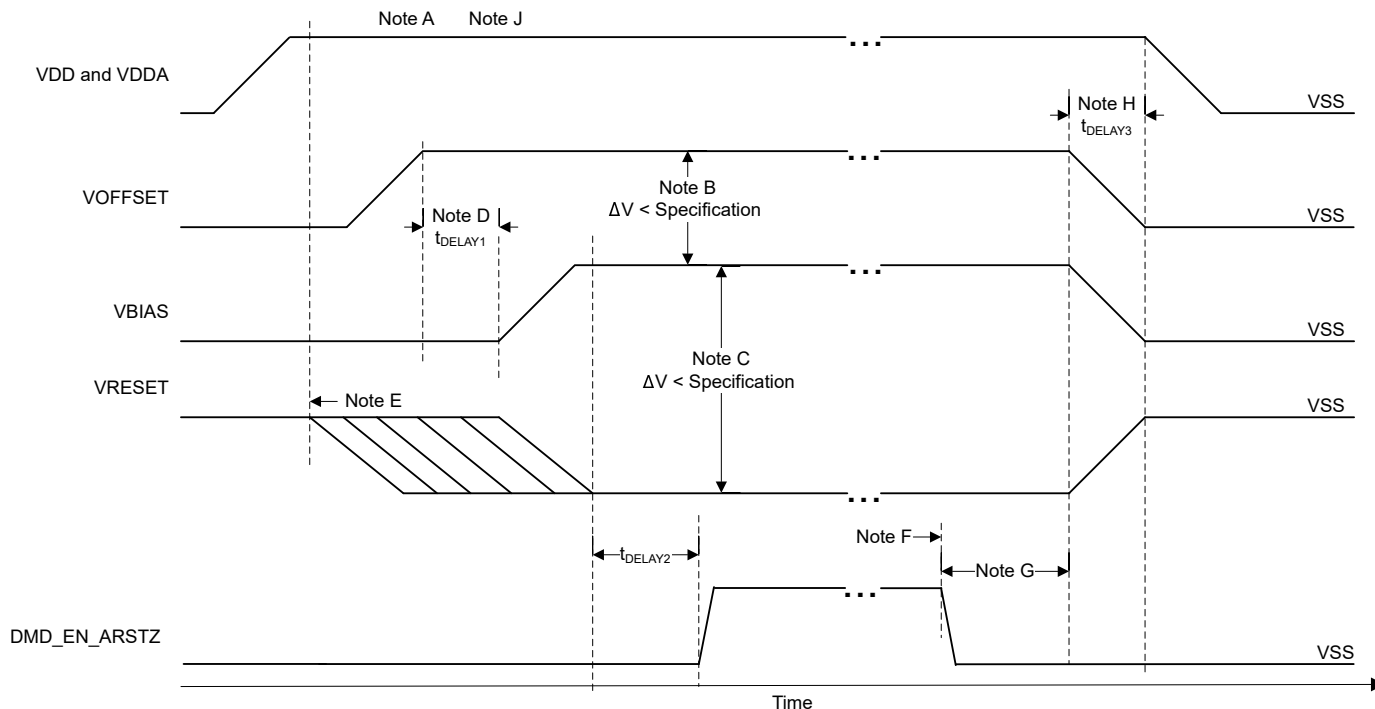 Note A
Note J
VDD and VDDA
...
VSS
Note H
tDELAY3
VOFFSET
...
VSS
Note B
ΔV < Specification
Note D
tDELAY1
VBIAS
...
VSS
Note C
ΔV < Specification
VRESET
Note E
VSS
...
Note F
tDELAY2
Note G
...
DMD_EN_ARSTZ
VSS
Time